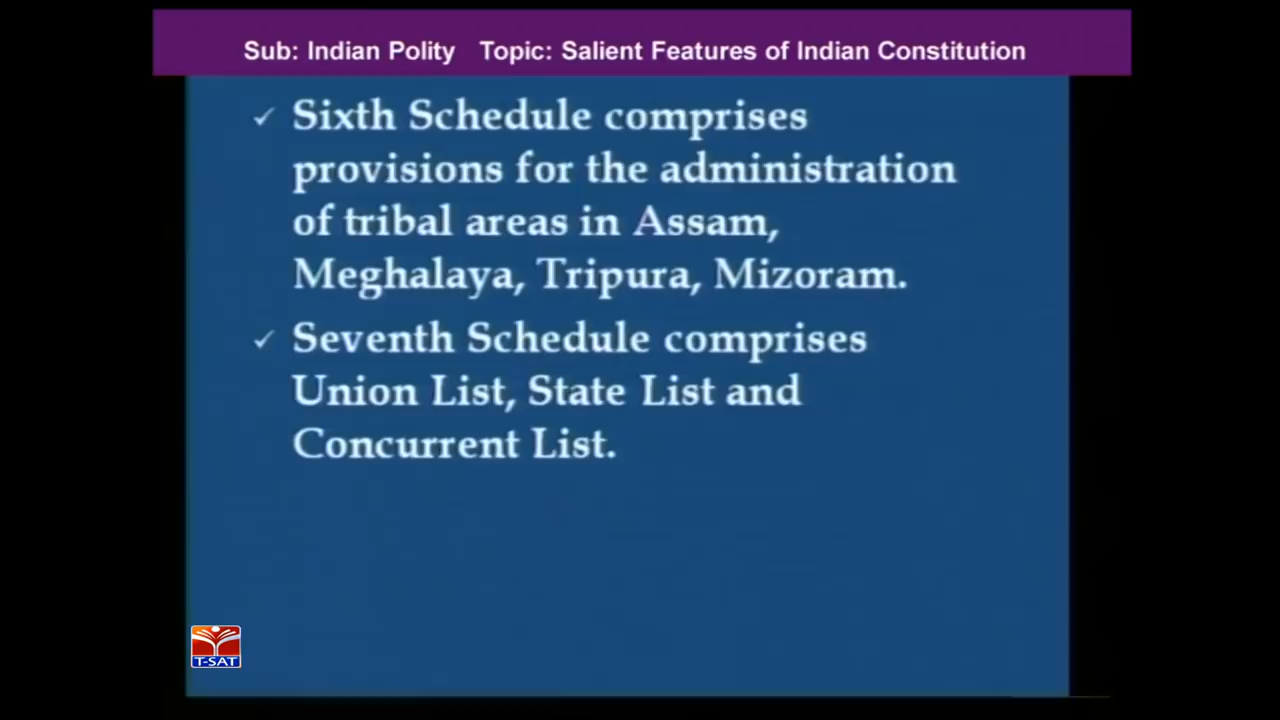 Sub: Indian Polity Topic: Salient Features of Indian Constitution
✓ Sixth Schedule comprises
provisions for the administration
of tribal areas in Assam,
Meghalaya, Tripura, Mizoram.
✓ Seventh Schedule comprises
Union List, State List and
Concurrent List.
T-SAT